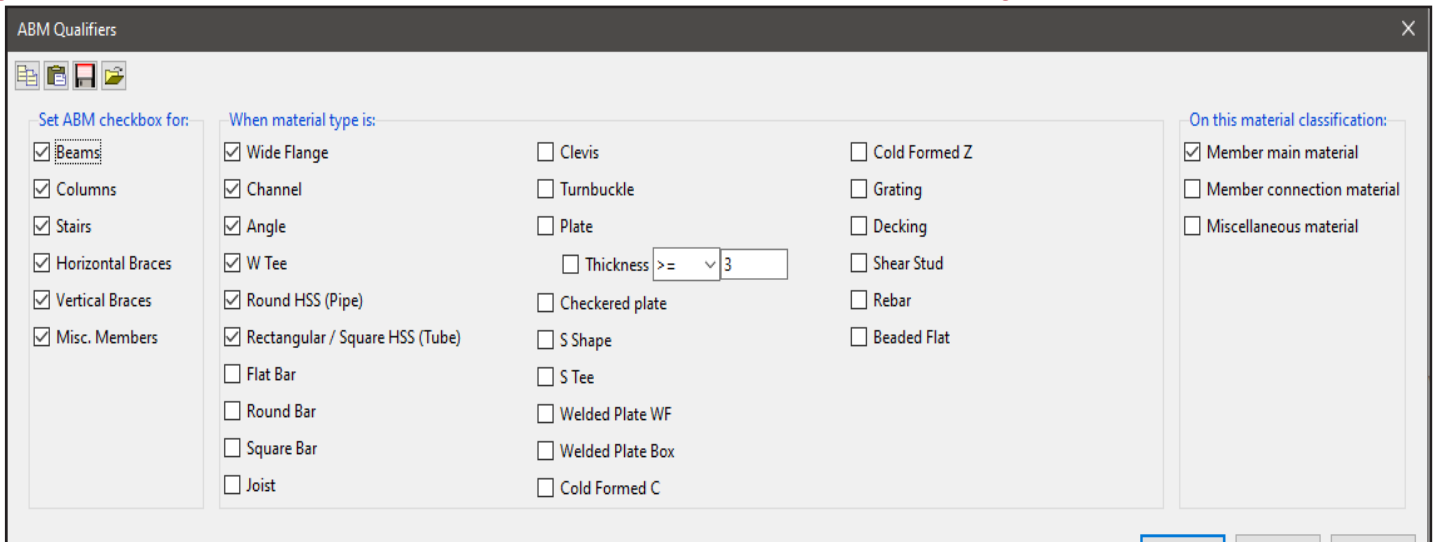 ABM Qualifiers
Set ABM checkbox for:
Beams
Columns
Stairs
Horizontal Braces
Vertical Braces
Misc. Members
When material type is:
Wide Flange
Channel
Angle
W Tee
Round HSS (Pipe)
Rectangular / Square HSS (Tube)
Flat Bar
Round Bar
Square Bar
Joist
Clevis
Turnbuckle
Plate
Thickness >= 3
Checkered plate
S Shape
S Tee
Welded Plate WF
Welded Plate Box
Cold Formed C
Cold Formed Z
Grating
Decking
Shear Stud
Rebar
Beaded Flat
On this material classification:
Member main material
Member connection material
Miscellaneous material